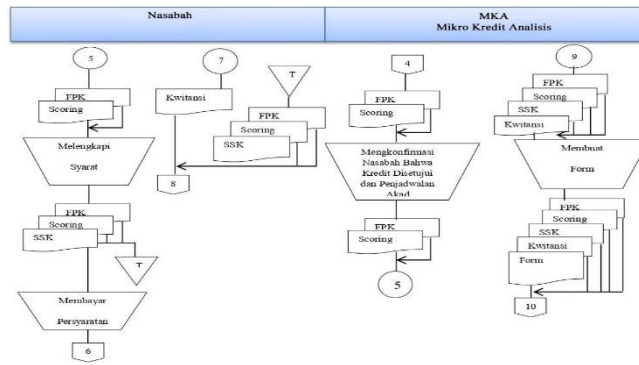 Nasabah
MKA
Mikro Kredit Analisis
5
FPK
Scoring
Melengkapi
Syarat
FPK
Scoring
SSK
T
Membayar
Persyaratan
6
7
Kwitansi
T
FPK
Scoring
SSK
8
4
FPK
Scoring
Mengkonfirmasi
Nasabah Bahwa
Kredit Disetujui
dan Penjadwalan
Akad
FPK
Scoring
5
9
FPK
Scoring
SSK
Kwitansi
Membuat
Form
FPK
Scoring
SSK
Kwitansi
Form
10